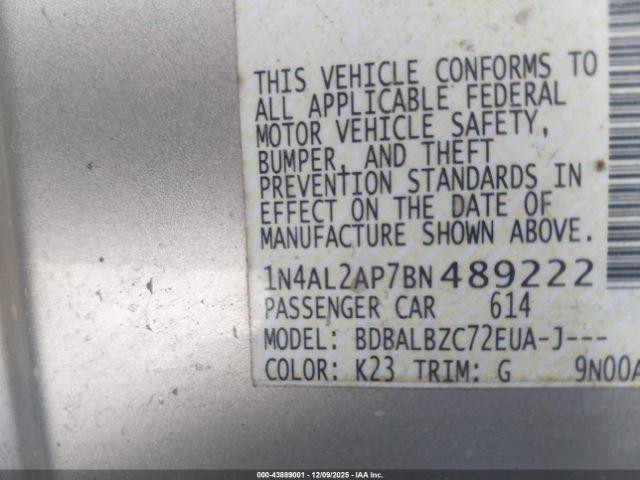 THIS VEHICLE CONFORMS TO
ALL APPLICABLE FEDERAL
MOTOR VEHICLE SAFETY,
BUMPER, AND THEFT
PREVENTION STANDARDS IN
EFFECT ON THE DATE OF
MANUFACTURE SHOWN ABOVE.
1N4AL2AP7BN489222
PASSENGER CAR 614
MODEL: BDBALBZC72EUA-J---
COLOR: K23 TRIM: G 9N00A
000-43889001 - 12/09/2025 - IAA Inc.